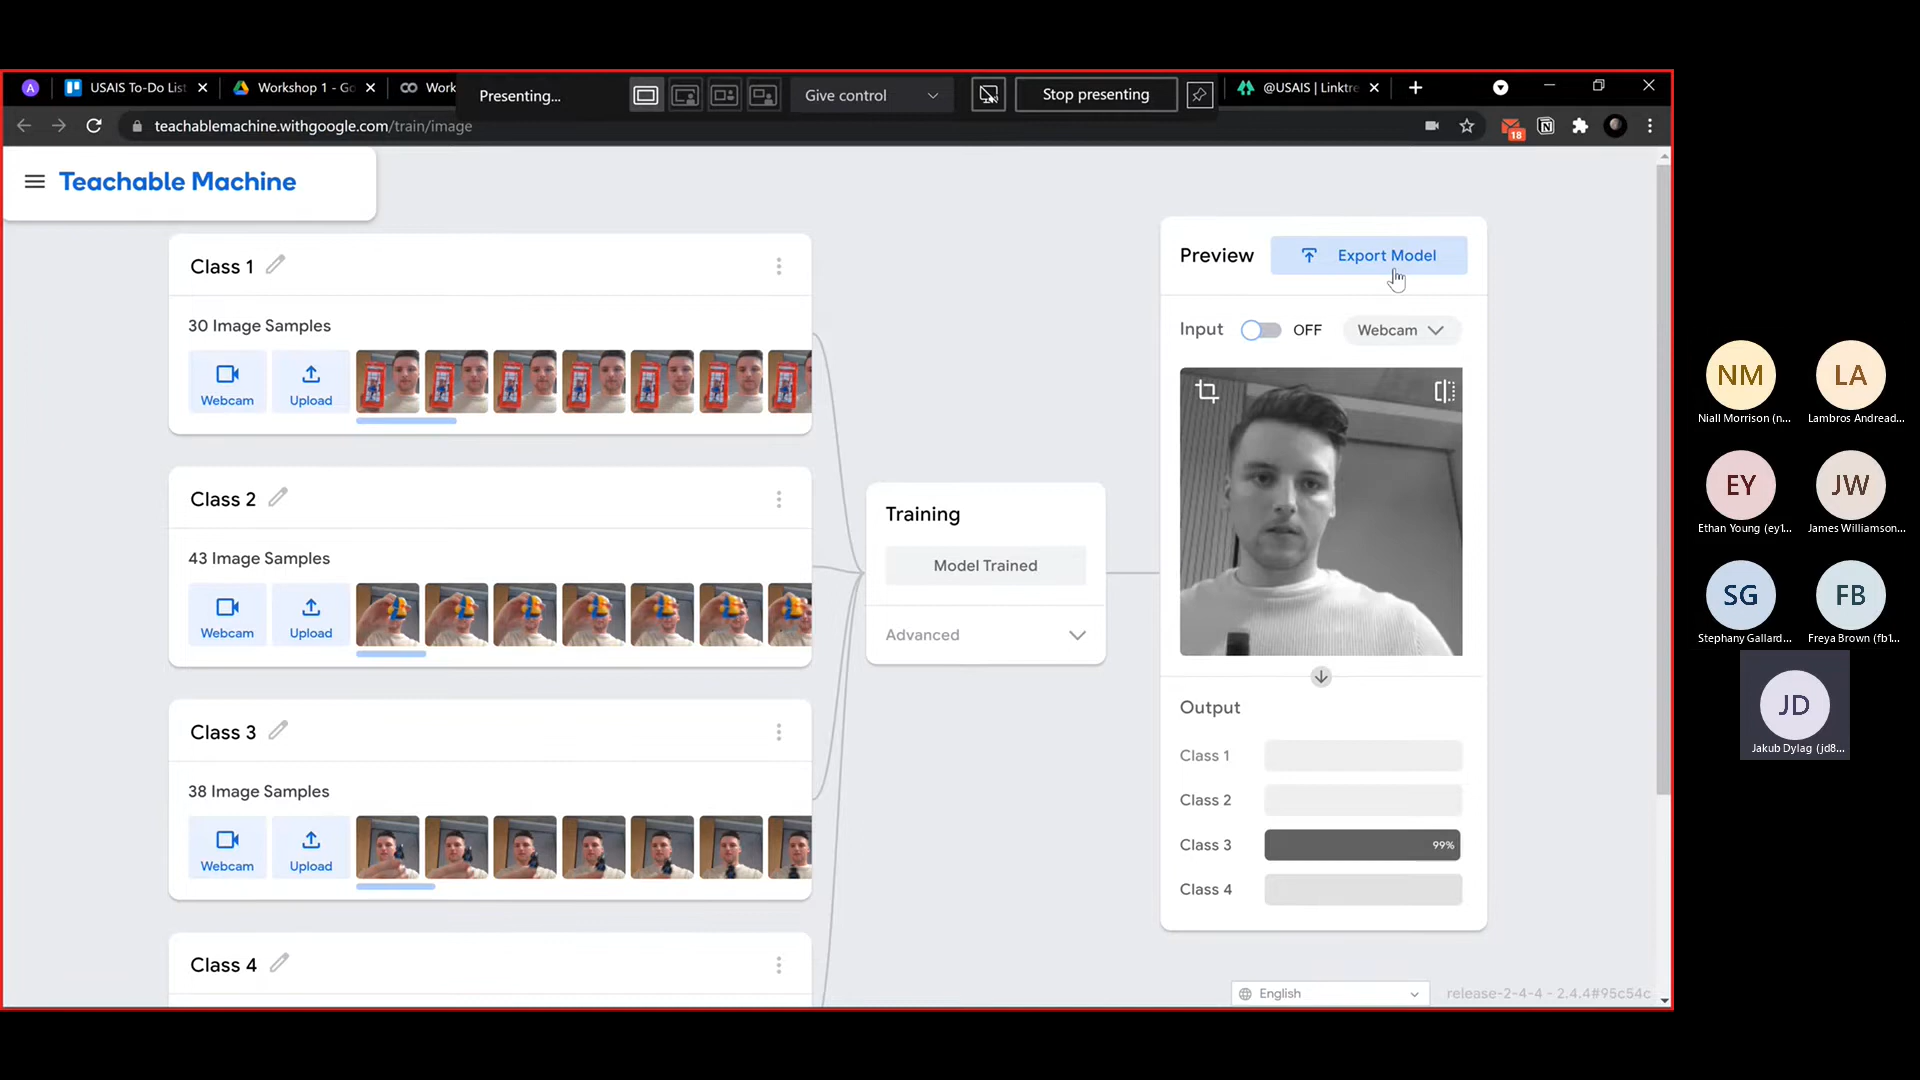 A
USAIS To-Do List
Workshop 1 - Go
Work
Presenting...
Give control
Stop presenting
@USAIS | Linktre
teachablemachine.withgoogle.com/train/image
18
Teachable Machine
Class 1
30 Image Samples
Webcam
Upload
Class 2
43 Image Samples
Webcam
Upload
Class 3
38 Image Samples
Webcam
Upload
Class 4
Training
Model Trained
Advanced
Preview
Export Model
Input
OFF
Webcam
Output
Class 1
Class 2
Class 3
99%
Class 4
English
release-2-4-4 - 2.4.4#95c54c
NM
Niall Morrison (n...
LA
Lambros Andread...
EY
Ethan Young (ey1...
JW
James Williamson...
SG
Stephany Gallard...
FB
Freya Brown (fb1...
JD
Jakub Dylag (jd8...